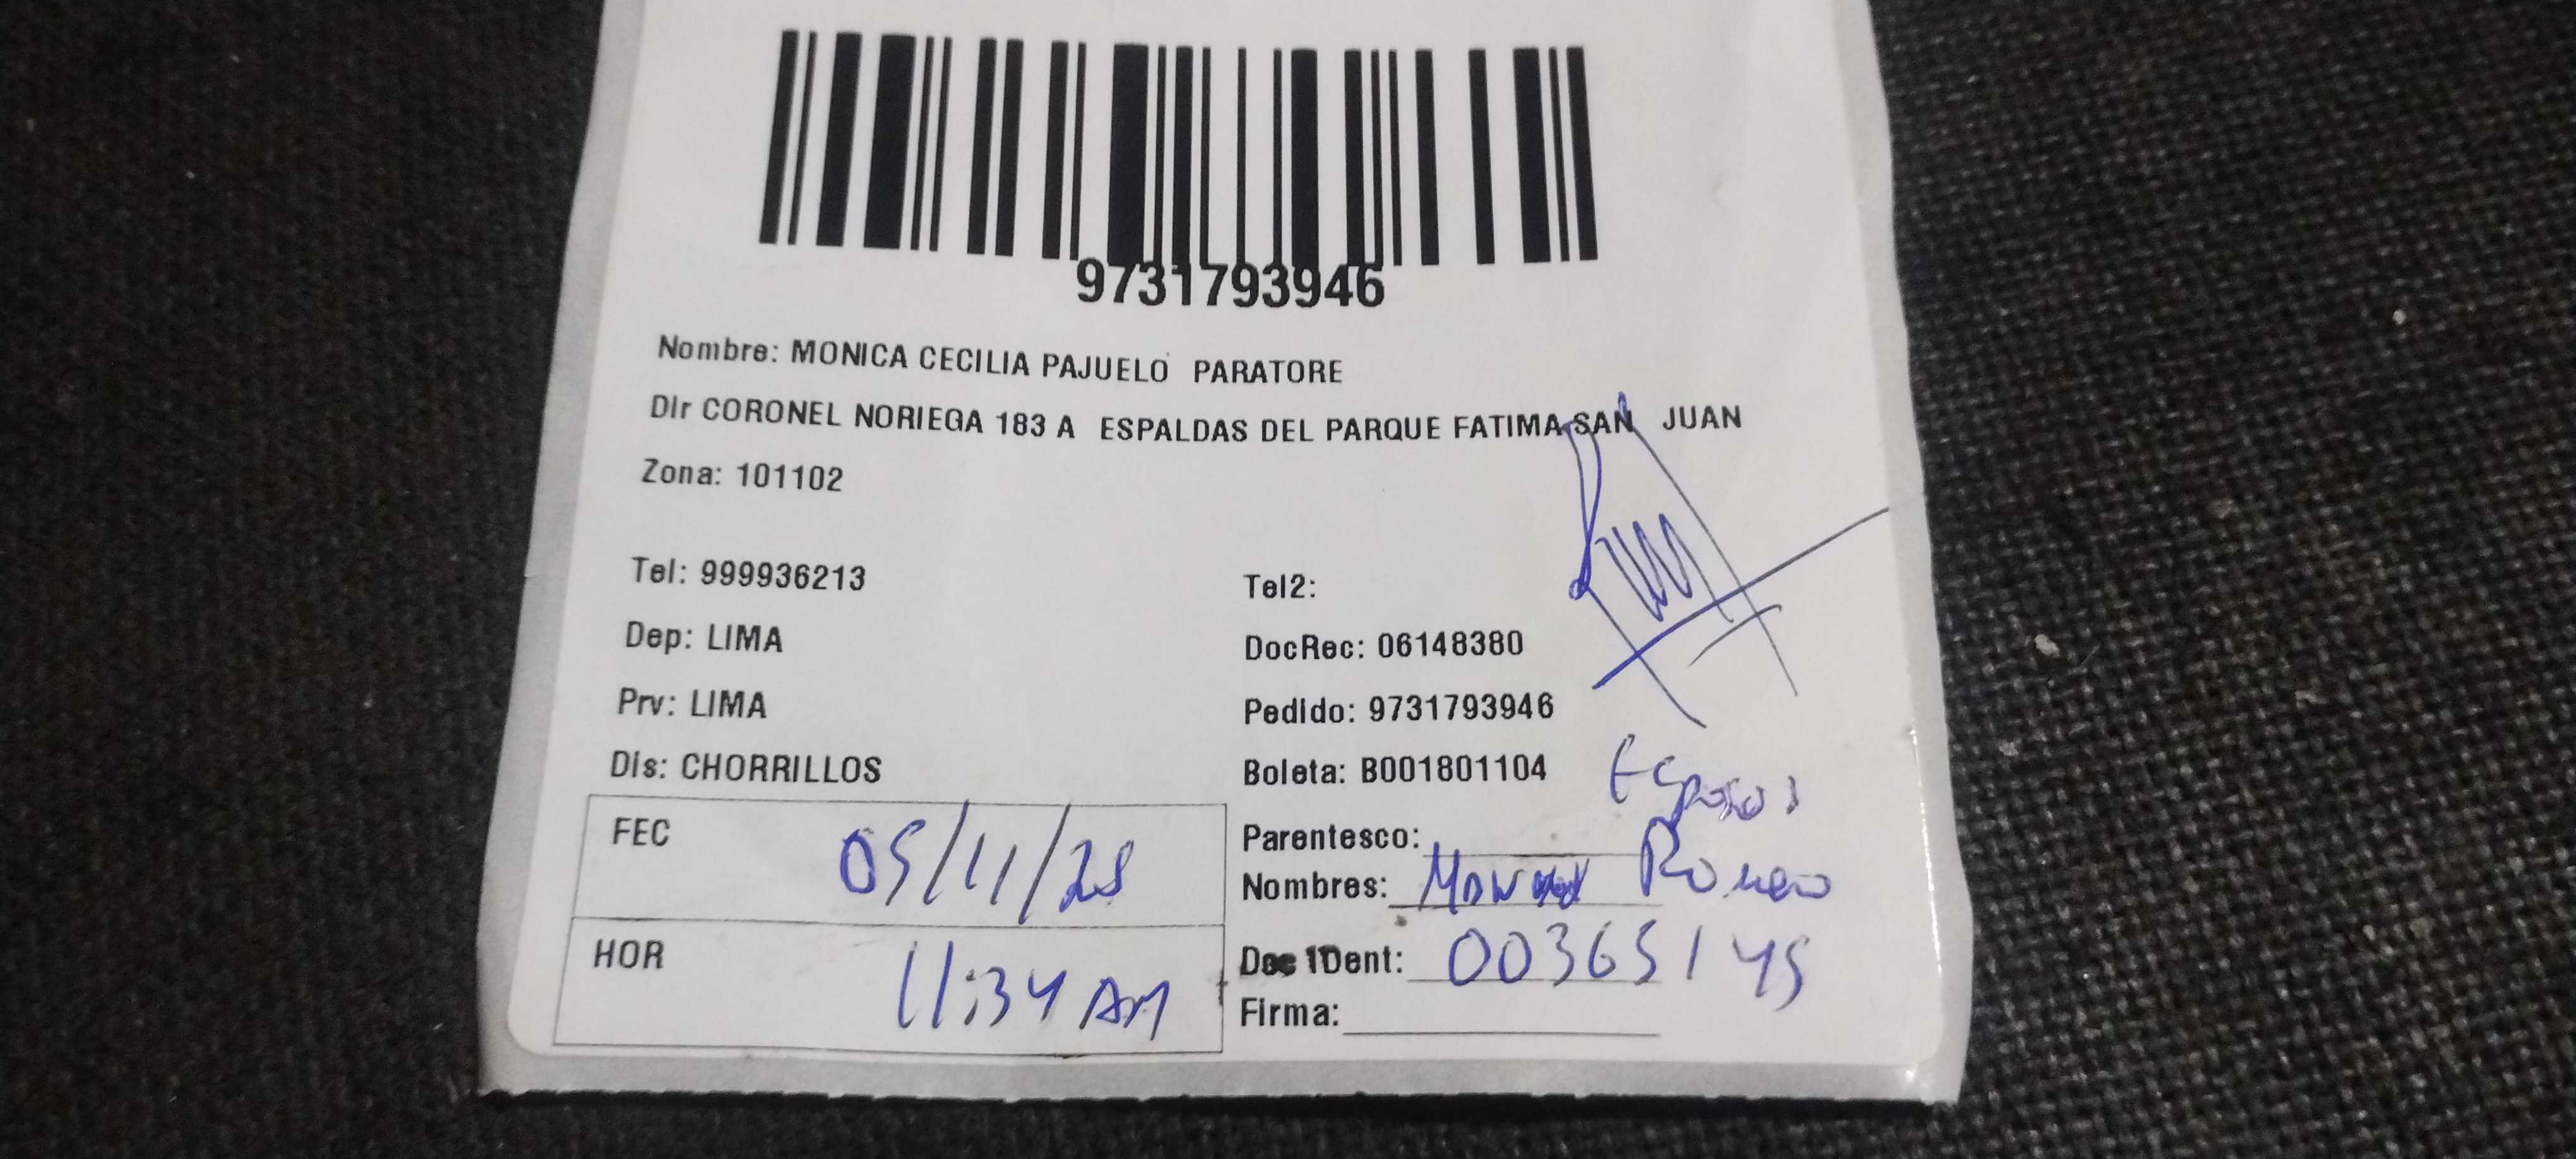 9731793946
Nombre: MONICA CECILIA PAJUELO PARATORE
DIr CORONEL NORIEGA 183 A ESPALDAS DEL PARQUE FATIMA SAN JUAN
Zona: 101102
Tel: 999936213
Tel2:
Dep: LIMA
DocRec: 06148380
Prv: LIMA
Pedido: 9731793946
Dis: CHORRILLOS
Boleta: B001801104
FEC 05/11/25
Parentesco:
Nombres:
HOR 11:34 AM
Doc IDent: 00365145
Firma: